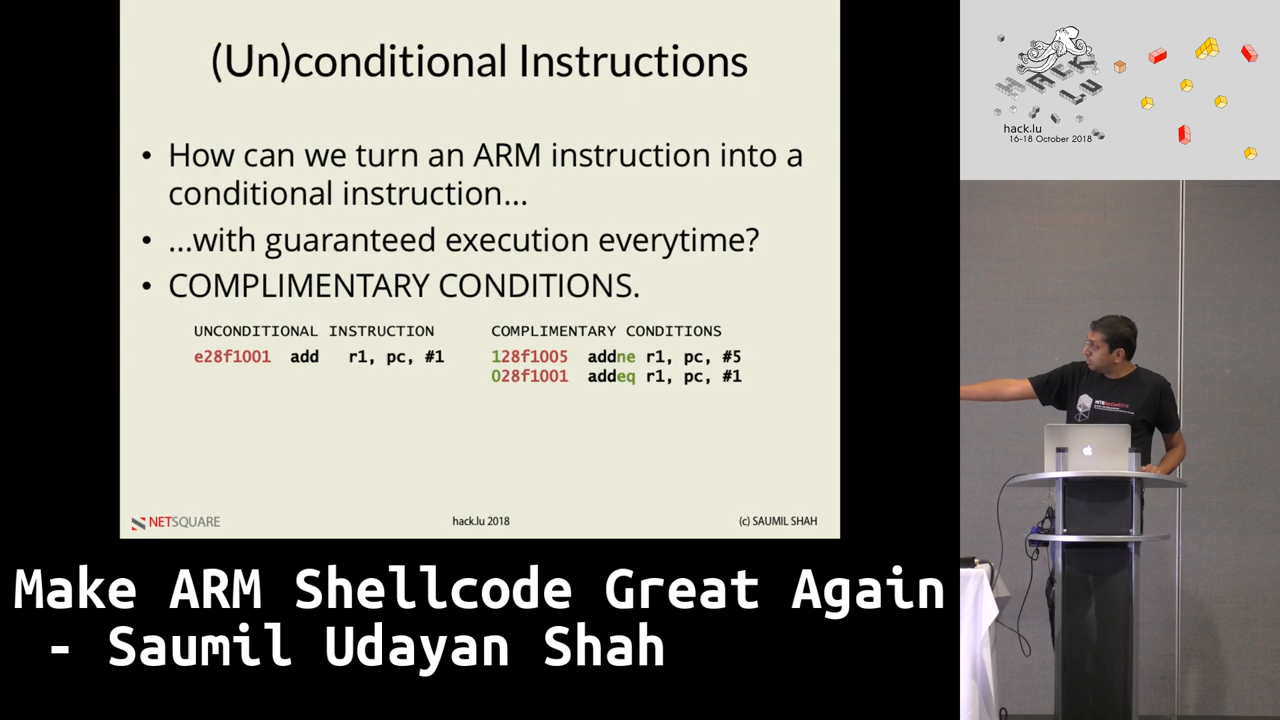 (Un)conditional Instructions
• How can we turn an ARM instruction into a
conditional instruction...
• ...with guaranteed execution everytime?
• COMPLIMENTARY CONDITIONS.
UNCONDITIONAL INSTRUCTION
e28f1001 add r1, pc, #1
COMPLIMENTARY CONDITIONS
128f1005 addne r1, pc, #5
028f1001 addeq r1, pc, #1
NETSQUARE
hack.lu 2018
(c) SAUMIL SHAH
HACK
LU
hack.lu
16-18 October 2018
Make ARM Shellcode Great Again
- Saumil Udayan Shah